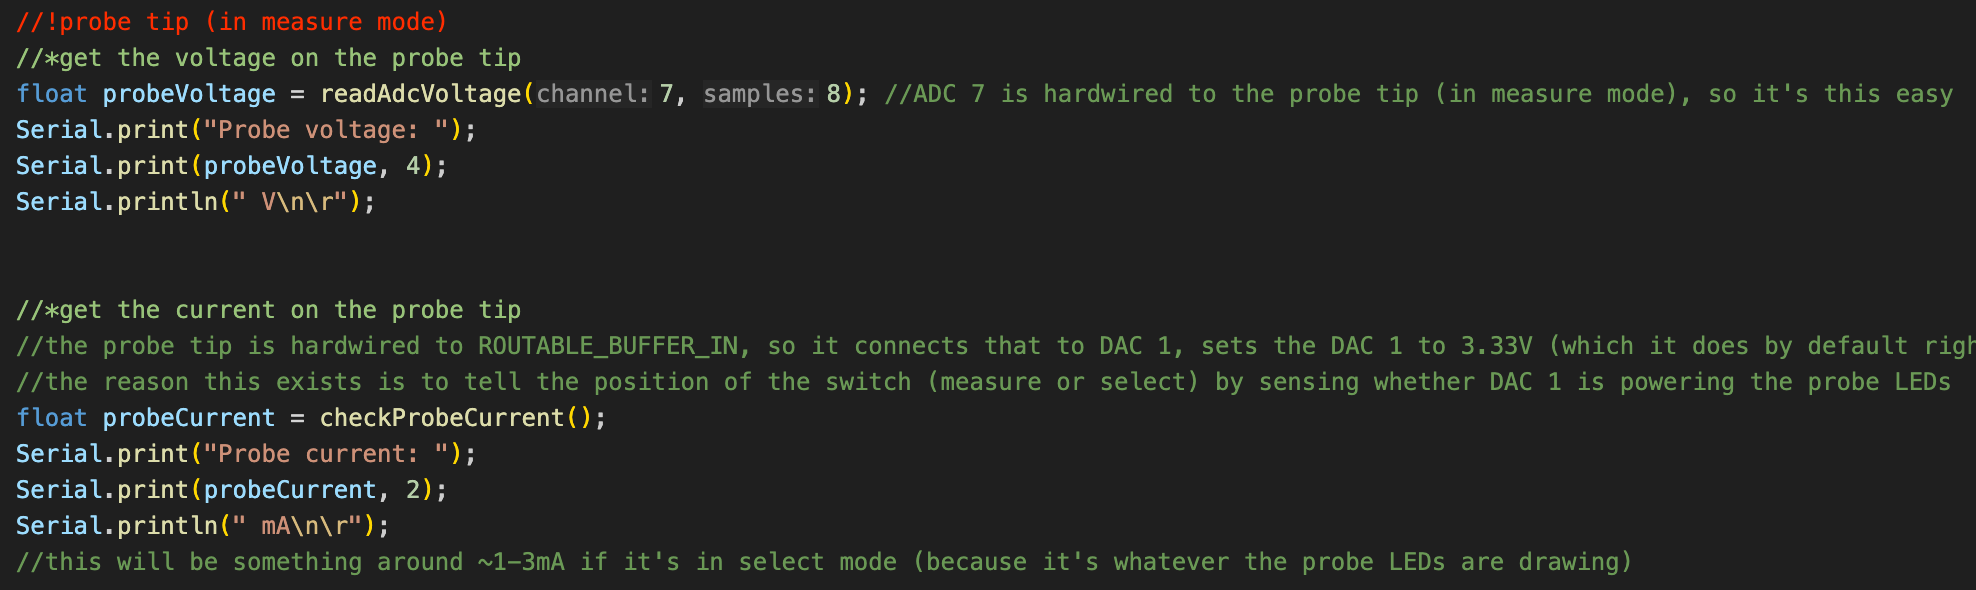 //!probe tip (in measure mode)
//*get the voltage on the probe tip
float probeVoltage = readAdcVoltage(channel: 7, samples: 8); //ADC 7 is hardwired to the probe tip (in measure mode), so it's this easy
Serial.print("Probe voltage: ");
Serial.print(probeVoltage, 4);
Serial.println(" V\n\r");
//*get the current on the probe tip
//the probe tip is hardwired to ROUTABLE_BUFFER_IN, so it connects that to DAC 1, sets the DAC 1 to 3.33V (which it does by default righ
//the reason this exists is to tell the position of the switch (measure or select) by sensing whether DAC 1 is powering the probe LEDs
float probeCurrent = checkProbeCurrent();
Serial.print("Probe current: ");
Serial.print(probeCurrent, 2);
Serial.println(" mA\n\r");
//this will be something around ~1-3mA if it's in select mode (because it's whatever the probe LEDs are drawing)